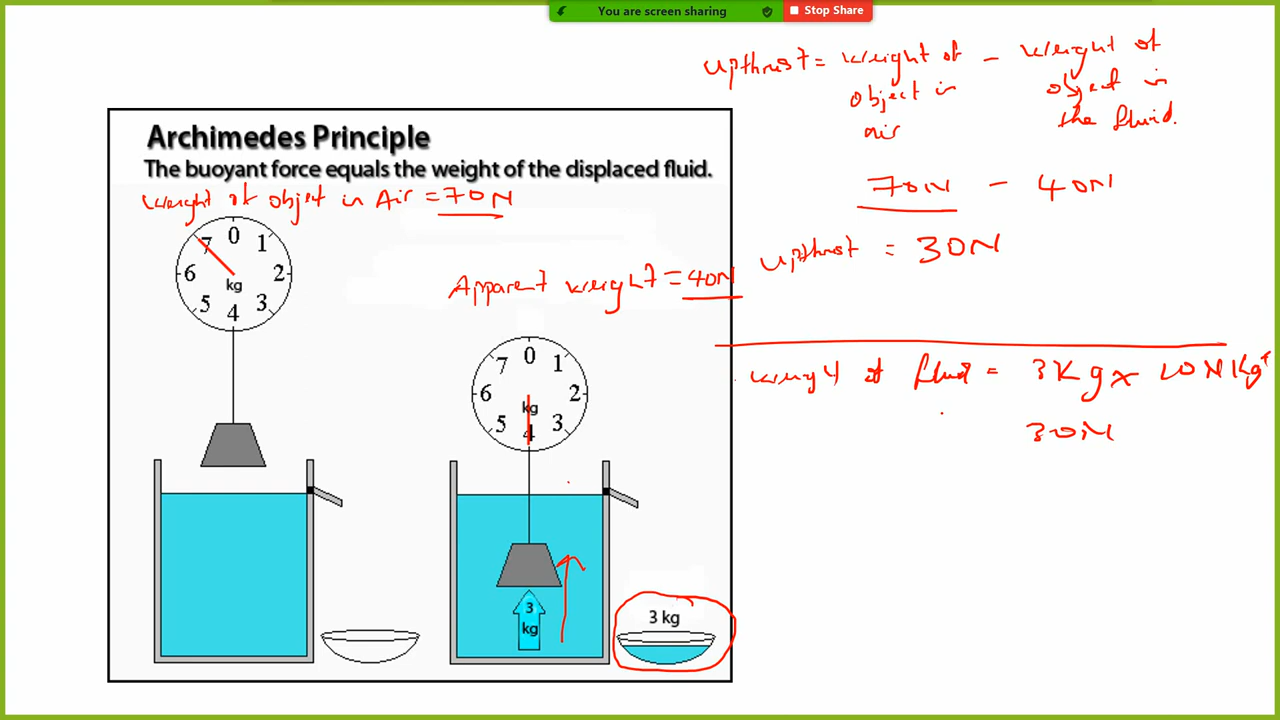 You are screen sharing
Stop Share
upthrust = weight of object in air - weight of object in the fluid.
70N - 40N
upthrust = 30N
Archimedes Principle
The buoyant force equals the weight of the displaced fluid.
Weight of object in Air = 70N
0
1
2
3
4
5
6
7
kg
Apparent weight = 40N
0
1
2
3
4
5
6
7
kg
3
kg
3 kg
weight of fluid = 3Kg x 10NKg⁻¹
30N